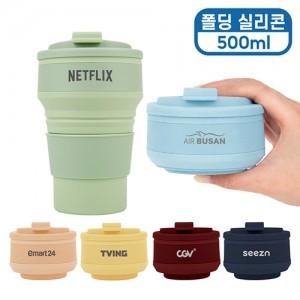 폴딩 실리콘
500ml
NETFLIX
AIR BUSAN
emart24
TVING
CGV
seezn